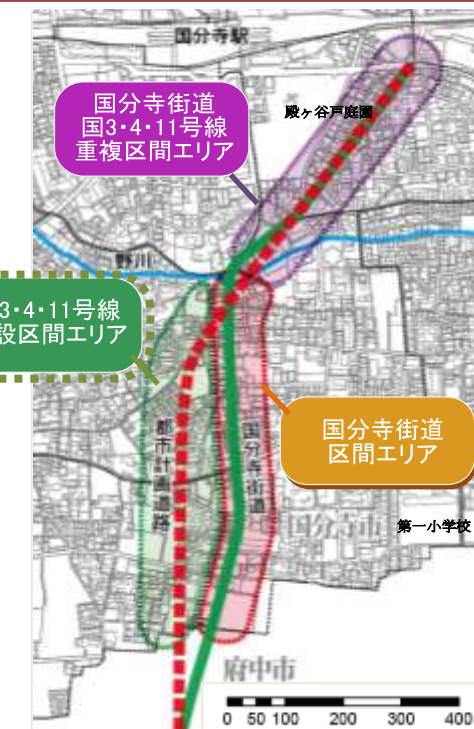 国分寺駅
国分寺街道
国3・4・11号線
重複区間エリア
殿ヶ谷戸庭園
野川
3・4・11号線
設区間エリア
都市計画道路
国分寺街道
国分寺街道
区間エリア
国分寺市
第一小学校
府中市
0 50 100 200 300 400